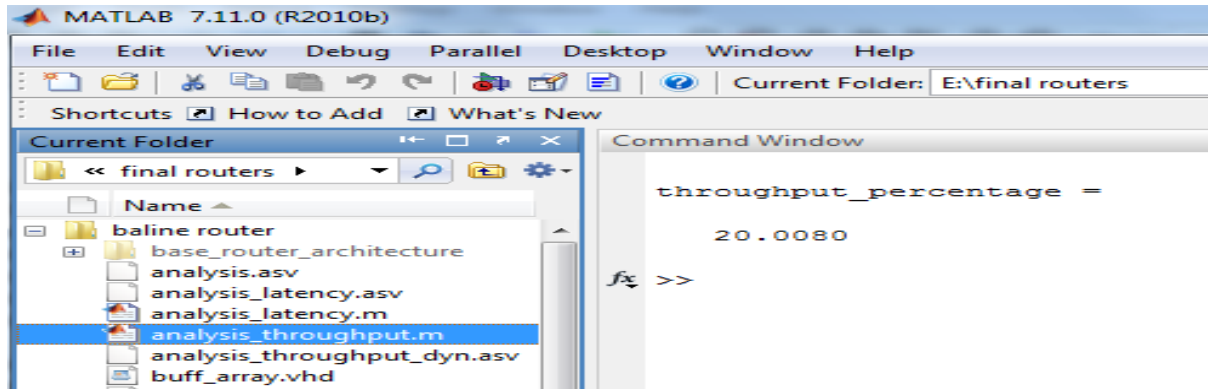 MATLAB 7.11.0 (R2010b)
File Edit View Debug Parallel Desktop Window Help
Current Folder: E:\final routers
Shortcuts How to Add What's New
Current Folder
« final routers
Name
baline router
base_router_architecture
analysis.asv
analysis_latency.asv
analysis_latency.m
analysis_throughput.m
analysis_throughput_dyn.asv
buff_array.vhd
Command Window
throughput_percentage =
20.0080
fx >>